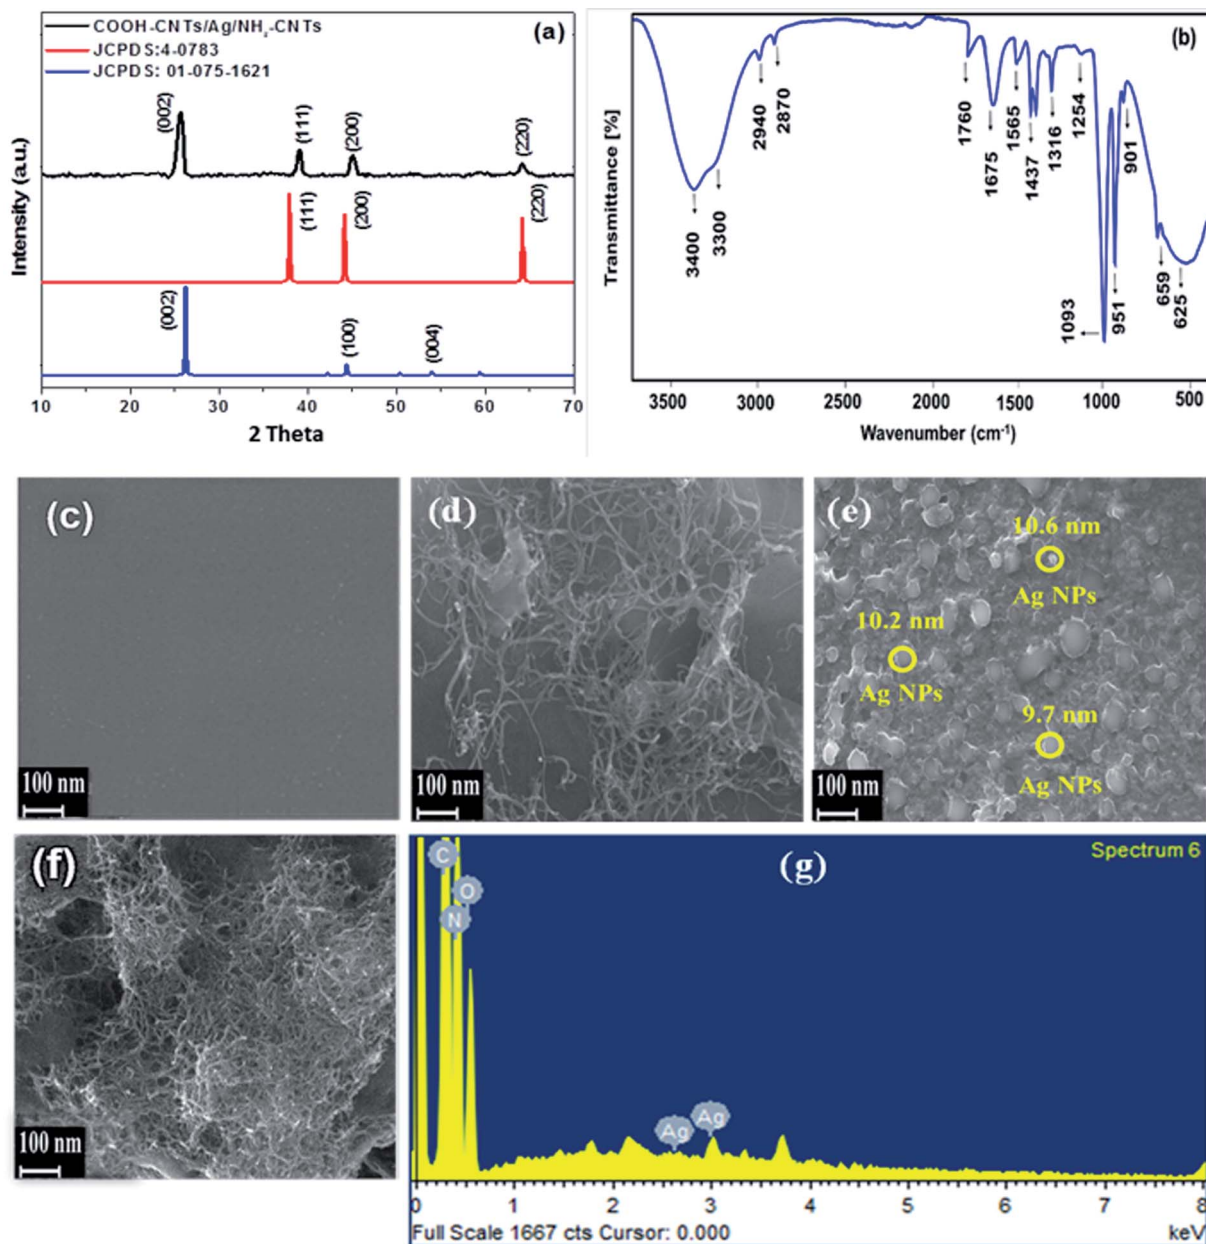 COOH-CNTs/Ag/NH₂-CNTs
JCPDS:4-0783
JCPDS: 01-075-1621
(a)
(002)
(111)
(200)
(220)
(111)
(200)
(220)
(002)
(100)
(004)
Intensity (a.u.)
10 20 30 40 50 60 70
2 Theta
(b)
Transmittance [%]
3400
3300
2940
2870
1760
1675
1565
1437
1316
1254
1093
951
901
659
625
3500 3000 2500 2000 1500 1000 500
Wavenumber (cm⁻¹)
(c)
100 nm
(d)
100 nm
(e)
10.6 nm
Ag NPs
10.2 nm
Ag NPs
9.7 nm
Ag NPs
100 nm
(f)
100 nm
(g)
Spectrum 6
C
O
N
Ag
Ag
0 1 2 3 4 5 6 7 8
Full Scale 1667 cts Cursor: 0.000
keV